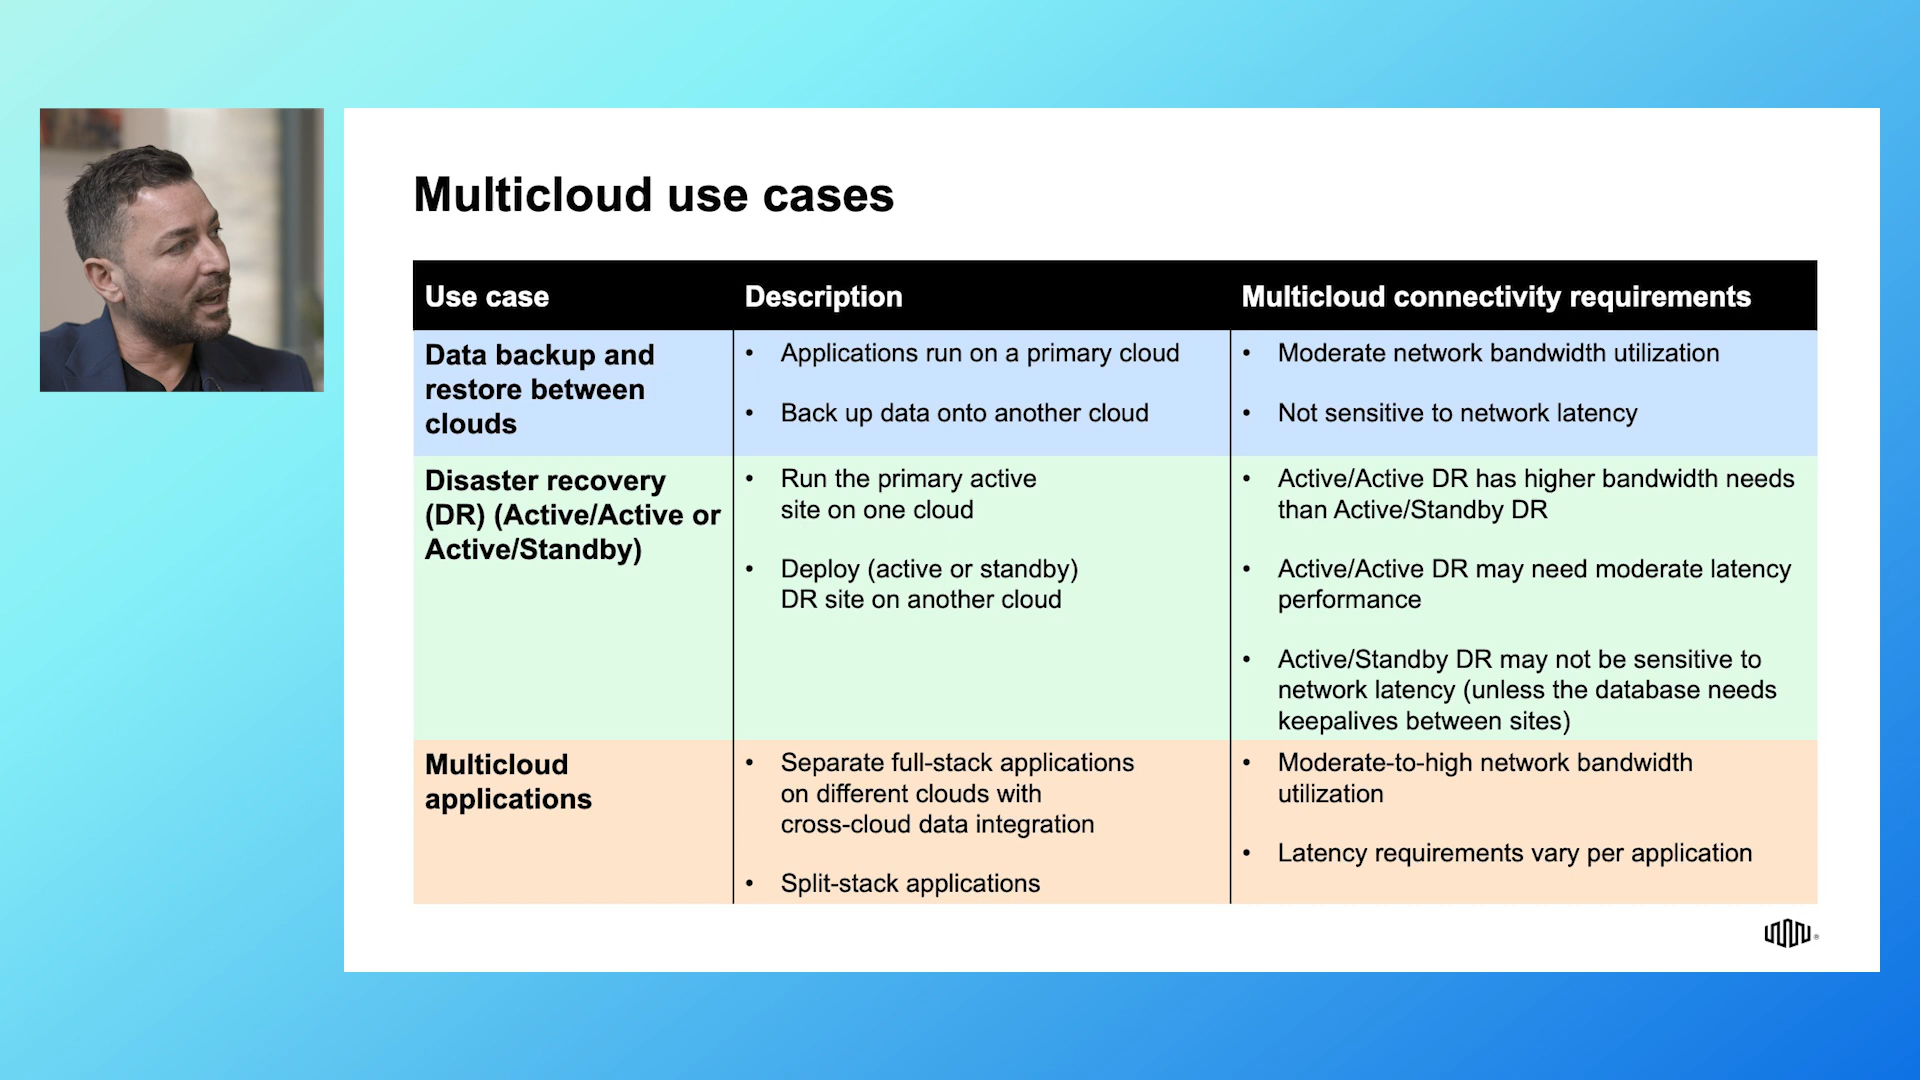 Multicloud use cases
Use case
Description
Multicloud connectivity requirements
Data backup and
restore between
clouds
• Applications run on a primary cloud
• Back up data onto another cloud
• Moderate network bandwidth utilization
• Not sensitive to network latency
Disaster recovery
(DR) (Active/Active or
Active/Standby)
• Run the primary active
site on one cloud
• Deploy (active or standby)
DR site on another cloud
• Active/Active DR has higher bandwidth needs
than Active/Standby DR
• Active/Active DR may need moderate latency
performance
• Active/Standby DR may not be sensitive to
network latency (unless the database needs
keepalives between sites)
Multicloud
applications
• Separate full-stack applications
on different clouds with
cross-cloud data integration
• Split-stack applications
• Moderate-to-high network bandwidth
utilization
• Latency requirements vary per application
®